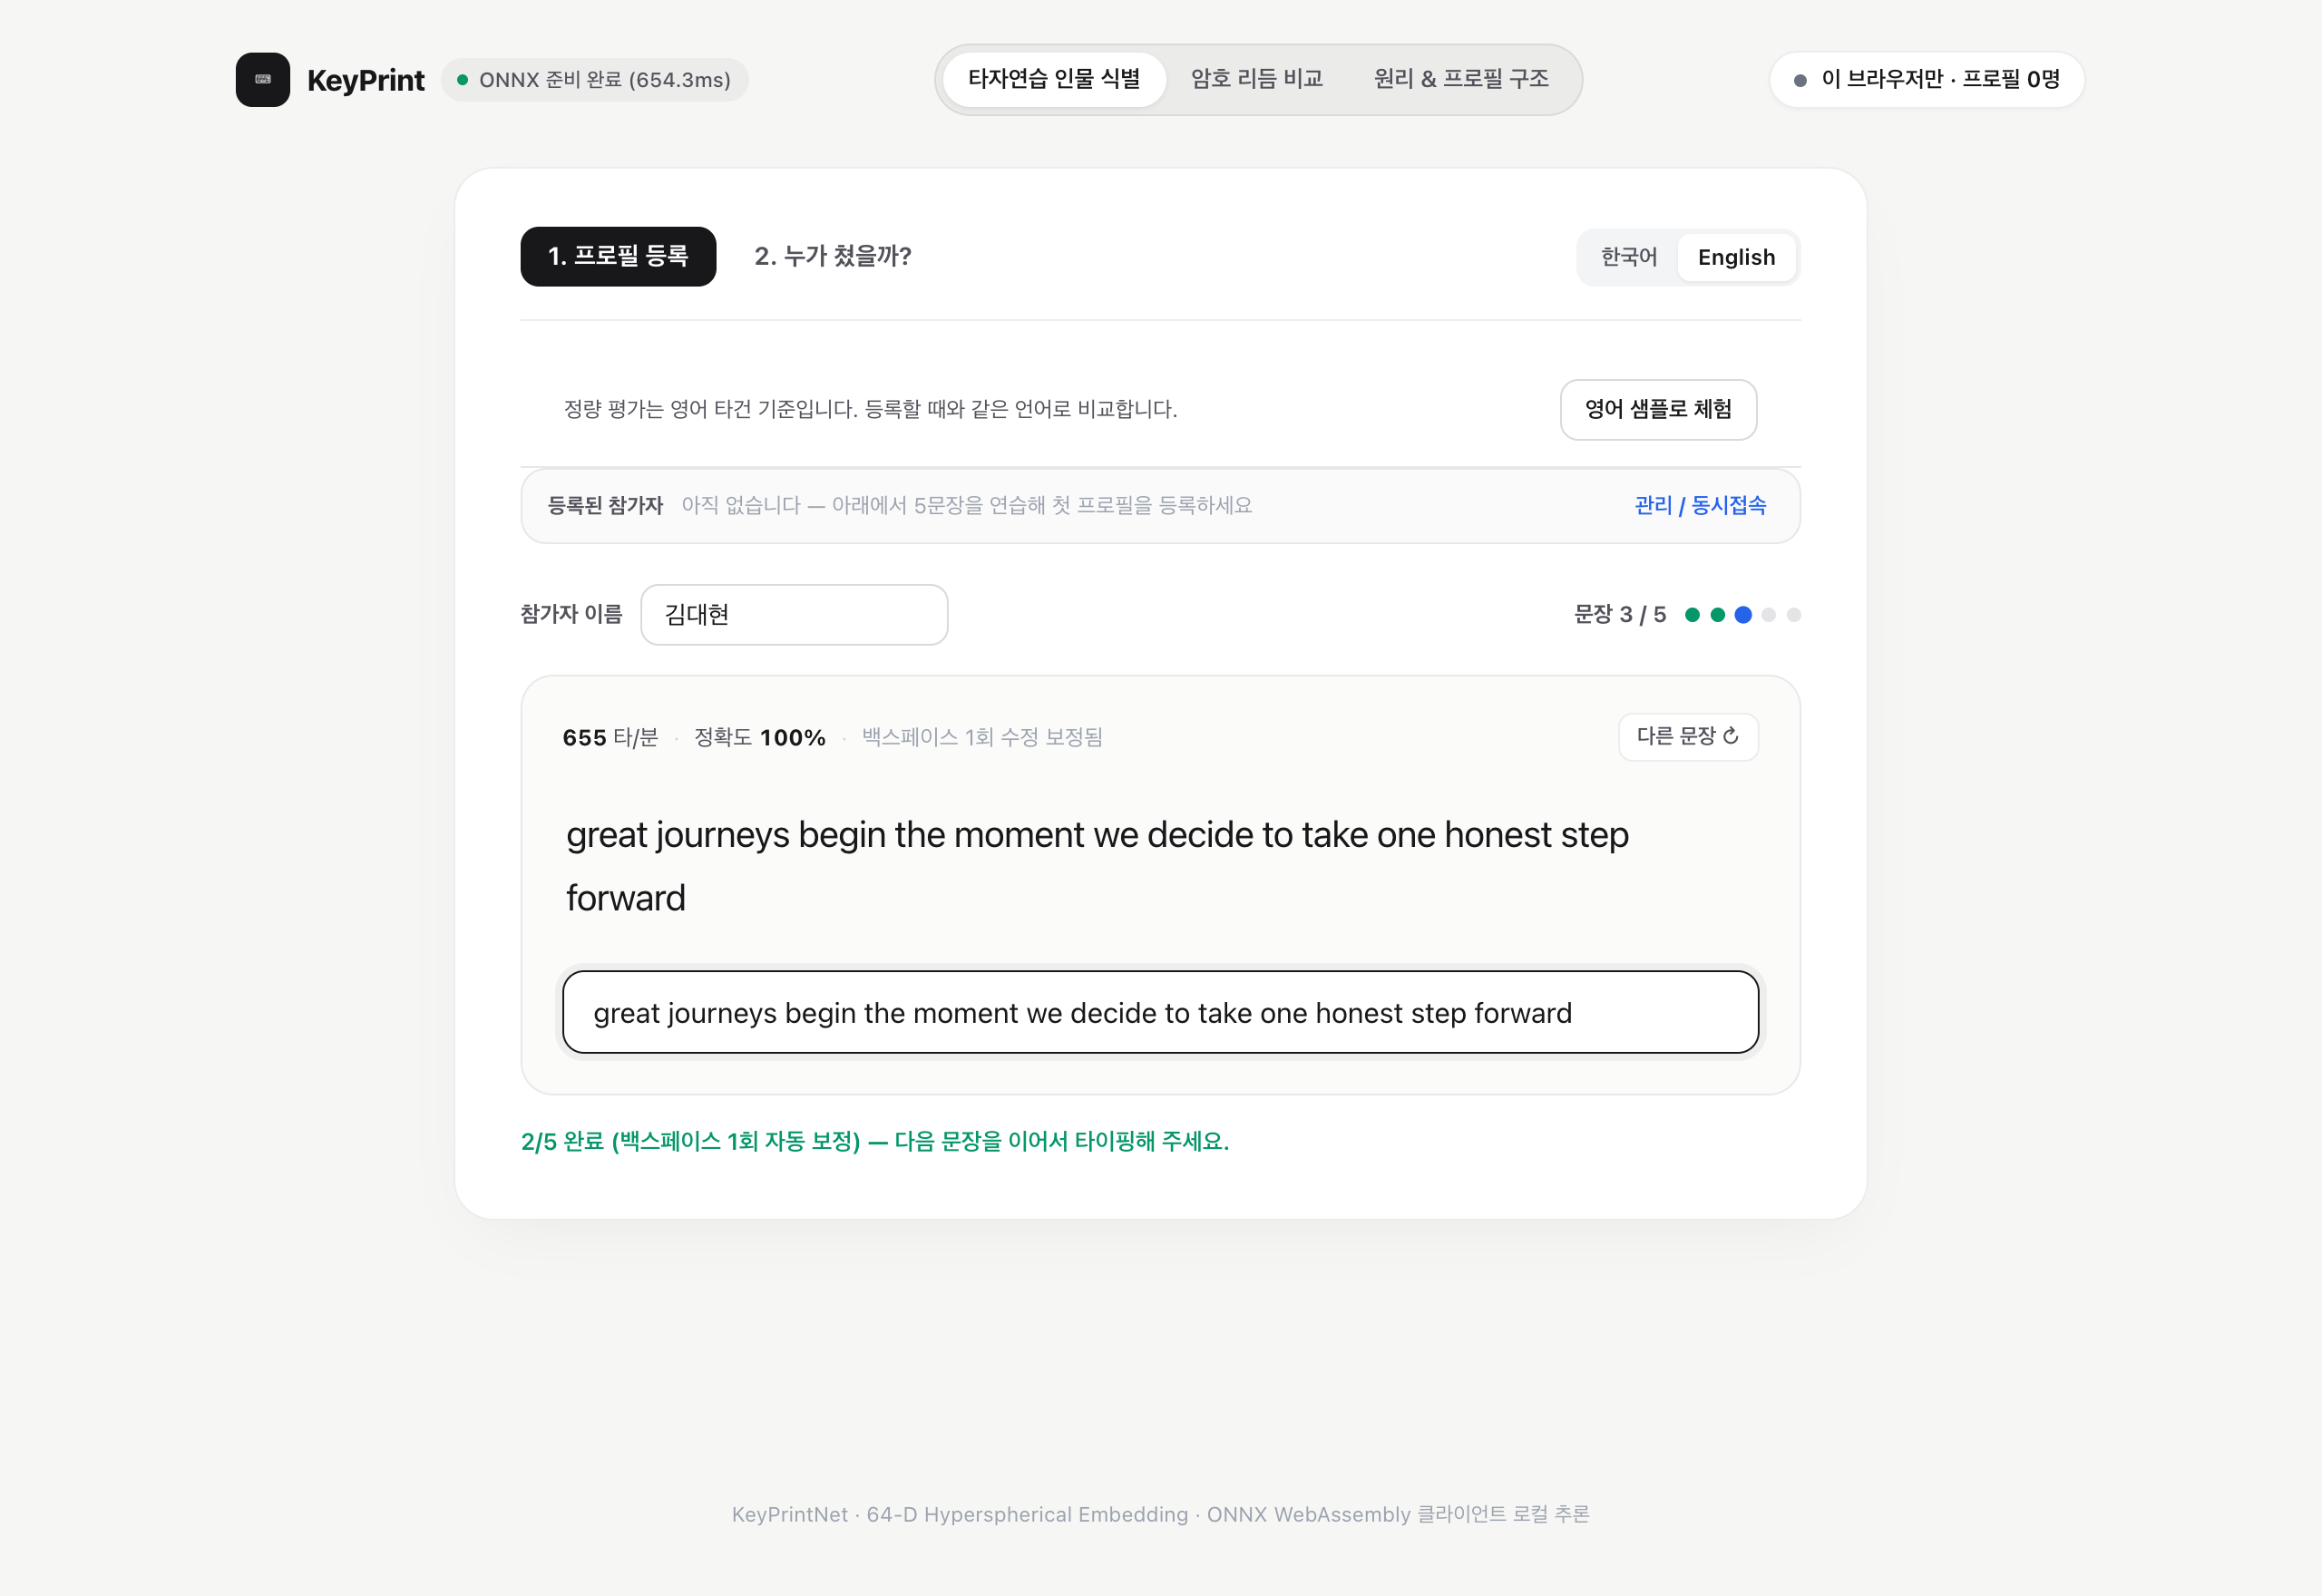 KeyPrint
ONNX 준비 완료 (654.3ms)
타자연습 인물 식별
암호 리듬 비교
원리 & 프로필 구조
이 브라우저만 · 프로필 0명
1. 프로필 등록
2. 누가 쳤을까?
한국어
English
정량 평가는 영어 타건 기준입니다. 등록할 때와 같은 언어로 비교합니다.
영어 샘플로 체험
등록된 참가자 아직 없습니다 — 아래에서 5문장을 연습해 첫 프로필을 등록하세요
관리 / 동시접속
참가자 이름
김대현
문장 3 / 5
655 타/분 · 정확도 100% · 백스페이스 1회 수정 보정됨
다른 문장 ↻
great journeys begin the moment we decide to take one honest step
forward
great journeys begin the moment we decide to take one honest step forward
2/5 완료 (백스페이스 1회 자동 보정) — 다음 문장을 이어서 타이핑해 주세요.
KeyPrintNet · 64-D Hyperspherical Embedding · ONNX WebAssembly 클라이언트 로컬 추론